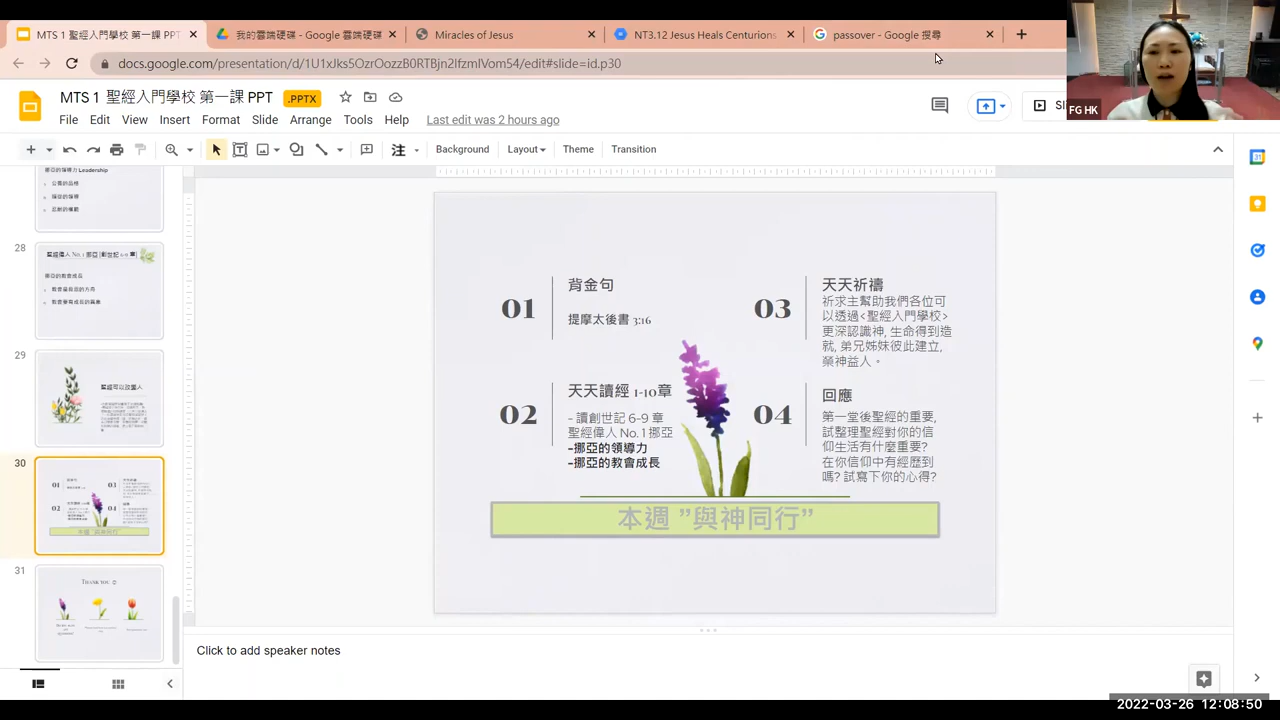 MTS 1 聖經入門學校 第一課 PPT
我的雲端硬碟 - Google 雲端硬碟
Miracles of Jesus
NT3.12 Jesus Heals Centurions
passover - Google 搜尋
MTS 1 聖經入門學校 第一課 PPT
PPTX
File Edit View Insert Format Slide Arrange Tools Help
Last edit was 2 hours ago
FG HK
Background Layout Theme Transition
28
29
聖經可以改變人
30
31
THANK YOU
01
背金句
提摩太後書 3:16
02
天天讀經 1-10章
- 讀創世記 6-9 章
聖經偉人 No.1 挪亞
-挪亞的領導力
-挪亞的教會成長
03
天天祈禱
祈求主幫助我們各位可
以透過<聖經入門學校>
更深認識神, 生命得到造
就, 弟兄姊妹彼此建立,
榮神益人。
04
回應
第一堂後聖經的重要,
試整理聖經對你的信
仰生活有什麼重要?
在你信仰中有經歷到
嗎? 試寫下你的心得?
本週 ”與神同行”
Click to add speaker notes
2022-03-26 12:08:50